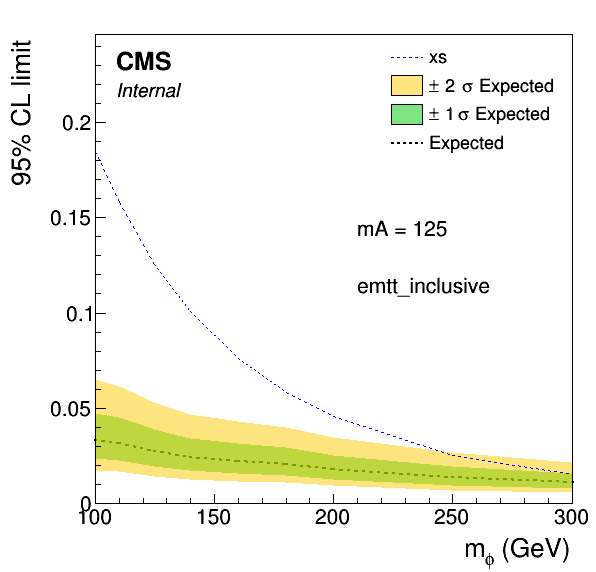 95% CL limit
CMS
Internal
xs
± 2 σ Expected
± 1 σ Expected
Expected
mA = 125
emtt_inclusive
0.2
0.15
0.1
0.05
0
100 150 200 250 300
mϕ (GeV)